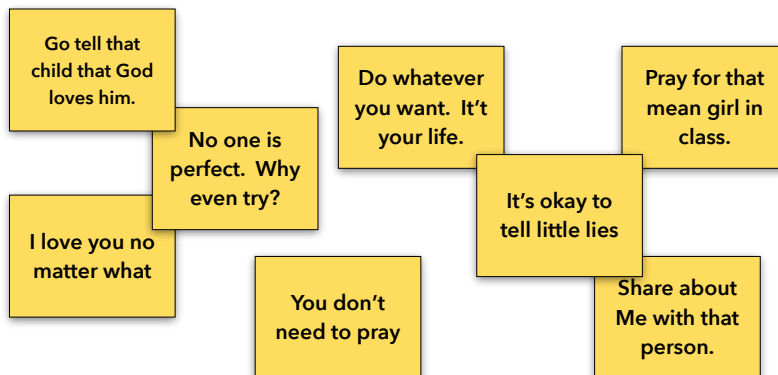 Go tell that
child that God
loves him.
No one is
perfect.  Why
even try?
I love you no
matter what
You don’t
need to pray
Do whatever
you want.  It’t
your life.
It’s okay to
tell little lies
Pray for that
mean girl in
class.
Share about
Me with that
person.